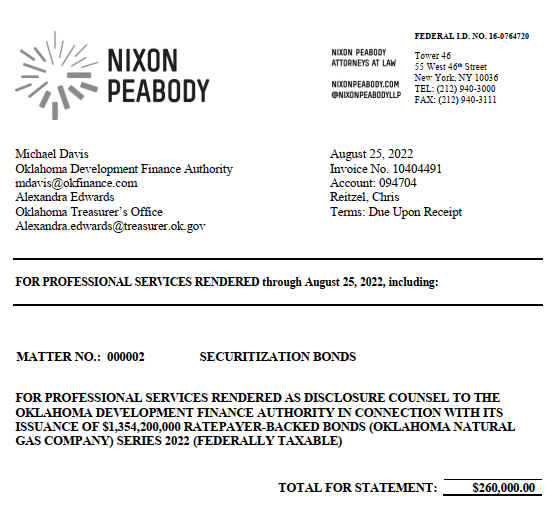 NIXON
PEABODY
NIXON PEABODY
ATTORNEYS AT LAW
NIXONPEABODY.COM
@NIXONPEABODYLLP
FEDERAL I.D. NO. 16-0764720
Tower 46
55 West 46th Street
New York, NY 10036
TEL: (212) 940-3000
FAX: (212) 940-3111
Michael Davis
Oklahoma Development Finance Authority
mdavis@okfinance.com
Alexandra Edwards
Oklahoma Treasurer's Office
Alexandra.edwards@treasurer.ok.gov
August 25, 2022
Invoice No. 10404491
Account: 094704
Reitzel, Chris
Terms: Due Upon Receipt
FOR PROFESSIONAL SERVICES RENDERED through August 25, 2022, including:
MATTER NO.: 000002 SECURITIZATION BONDS
FOR PROFESSIONAL SERVICES RENDERED AS DISCLOSURE COUNSEL TO THE
OKLAHOMA DEVELOPMENT FINANCE AUTHORITY IN CONNECTION WITH ITS
ISSUANCE OF $1,354,200,000 RATEPAYER-BACKED BONDS (OKLAHOMA NATURAL
GAS COMPANY) SERIES 2022 (FEDERALLY TAXABLE)
TOTAL FOR STATEMENT: $260,000.00